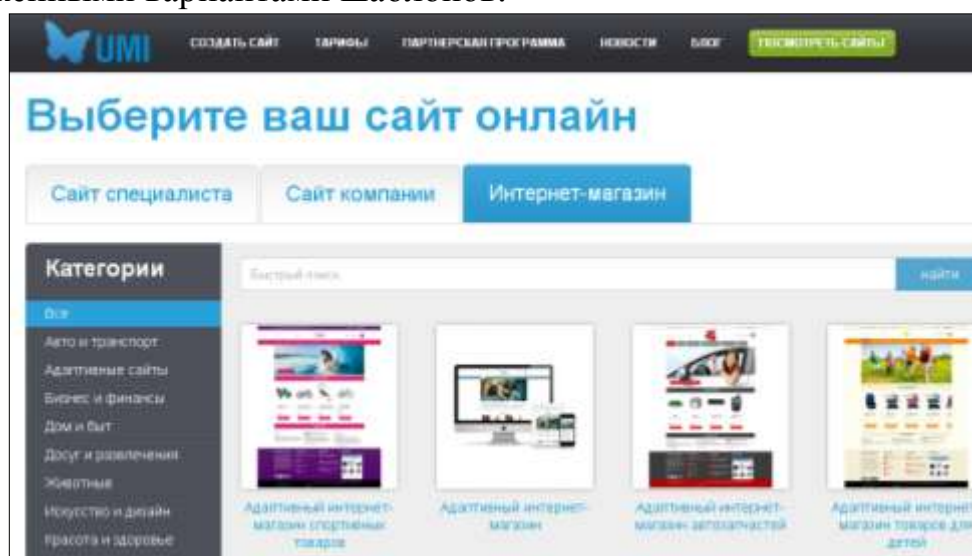 женными вариантами шаблонов.
UMI СОЗДАТЬ САЙТ ТАРИФЫ ПАРТНЕРСКАЯ ПРОГРАММА НОВОСТИ БЛОГ ПОСМОТРЕТЬ САЙТЫ
Выберите ваш сайт онлайн
Сайт специалиста Сайт компании Интернет-магазин
Категории
Быстрый поиск
найти
Все
Авто и транспорт
Адаптивные сайты
Бизнес и финансы
Дом и быт
Досуг и развлечения
Животные
Искусство и дизайн
Красота и здоровье
Адаптивный интернет-
магазин спортивных
товаров
Адаптивный интернет-
магазин
Адаптивный интернет-
магазин автозапчастей
Адаптивный интернет-
магазин товаров для
детей